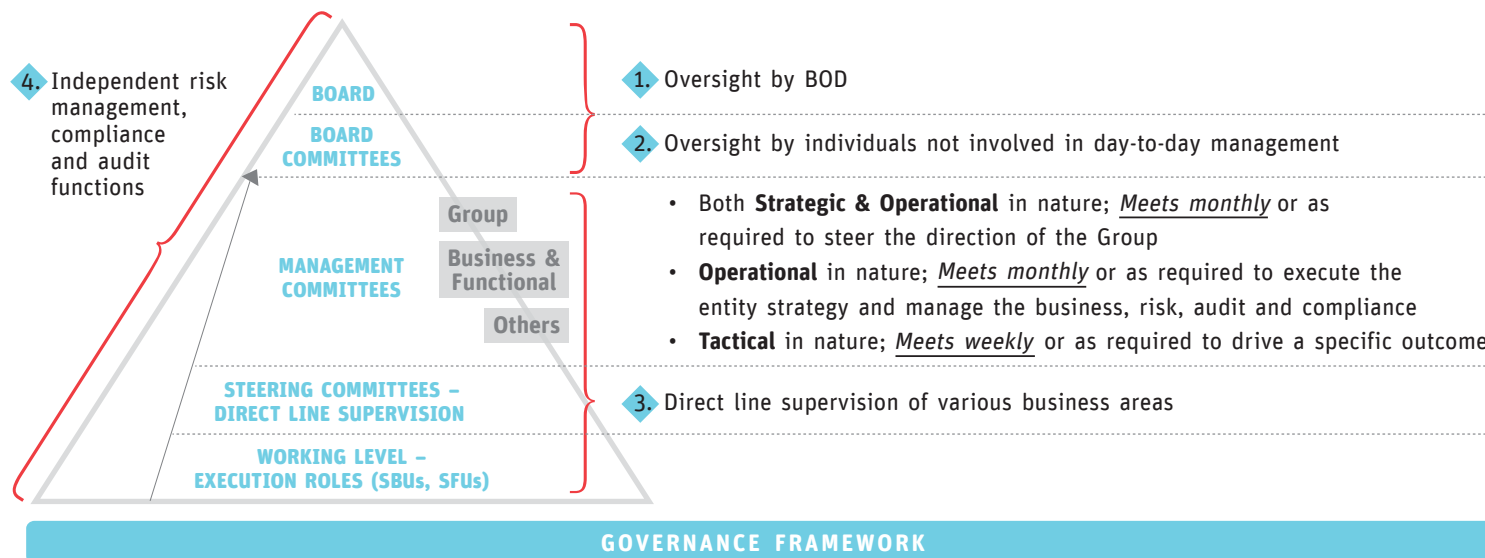 4. Independent risk
management,
compliance
and audit
functions
BOARD
1. Oversight by BOD
BOARD
COMMITTEES
2. Oversight by individuals not involved in day-to-day management
MANAGEMENT
COMMITTEES
Group
Business &
Functional
Others
• Both Strategic & Operational in nature; Meets monthly or as
required to steer the direction of the Group
• Operational in nature; Meets monthly or as required to execute the
entity strategy and manage the business, risk, audit and compliance
• Tactical in nature; Meets weekly or as required to drive a specific outcome
STEERING COMMITTEES –
DIRECT LINE SUPERVISION
3. Direct line supervision of various business areas
WORKING LEVEL –
EXECUTION ROLES (SBUs, SFUs)
GOVERNANCE FRAMEWORK